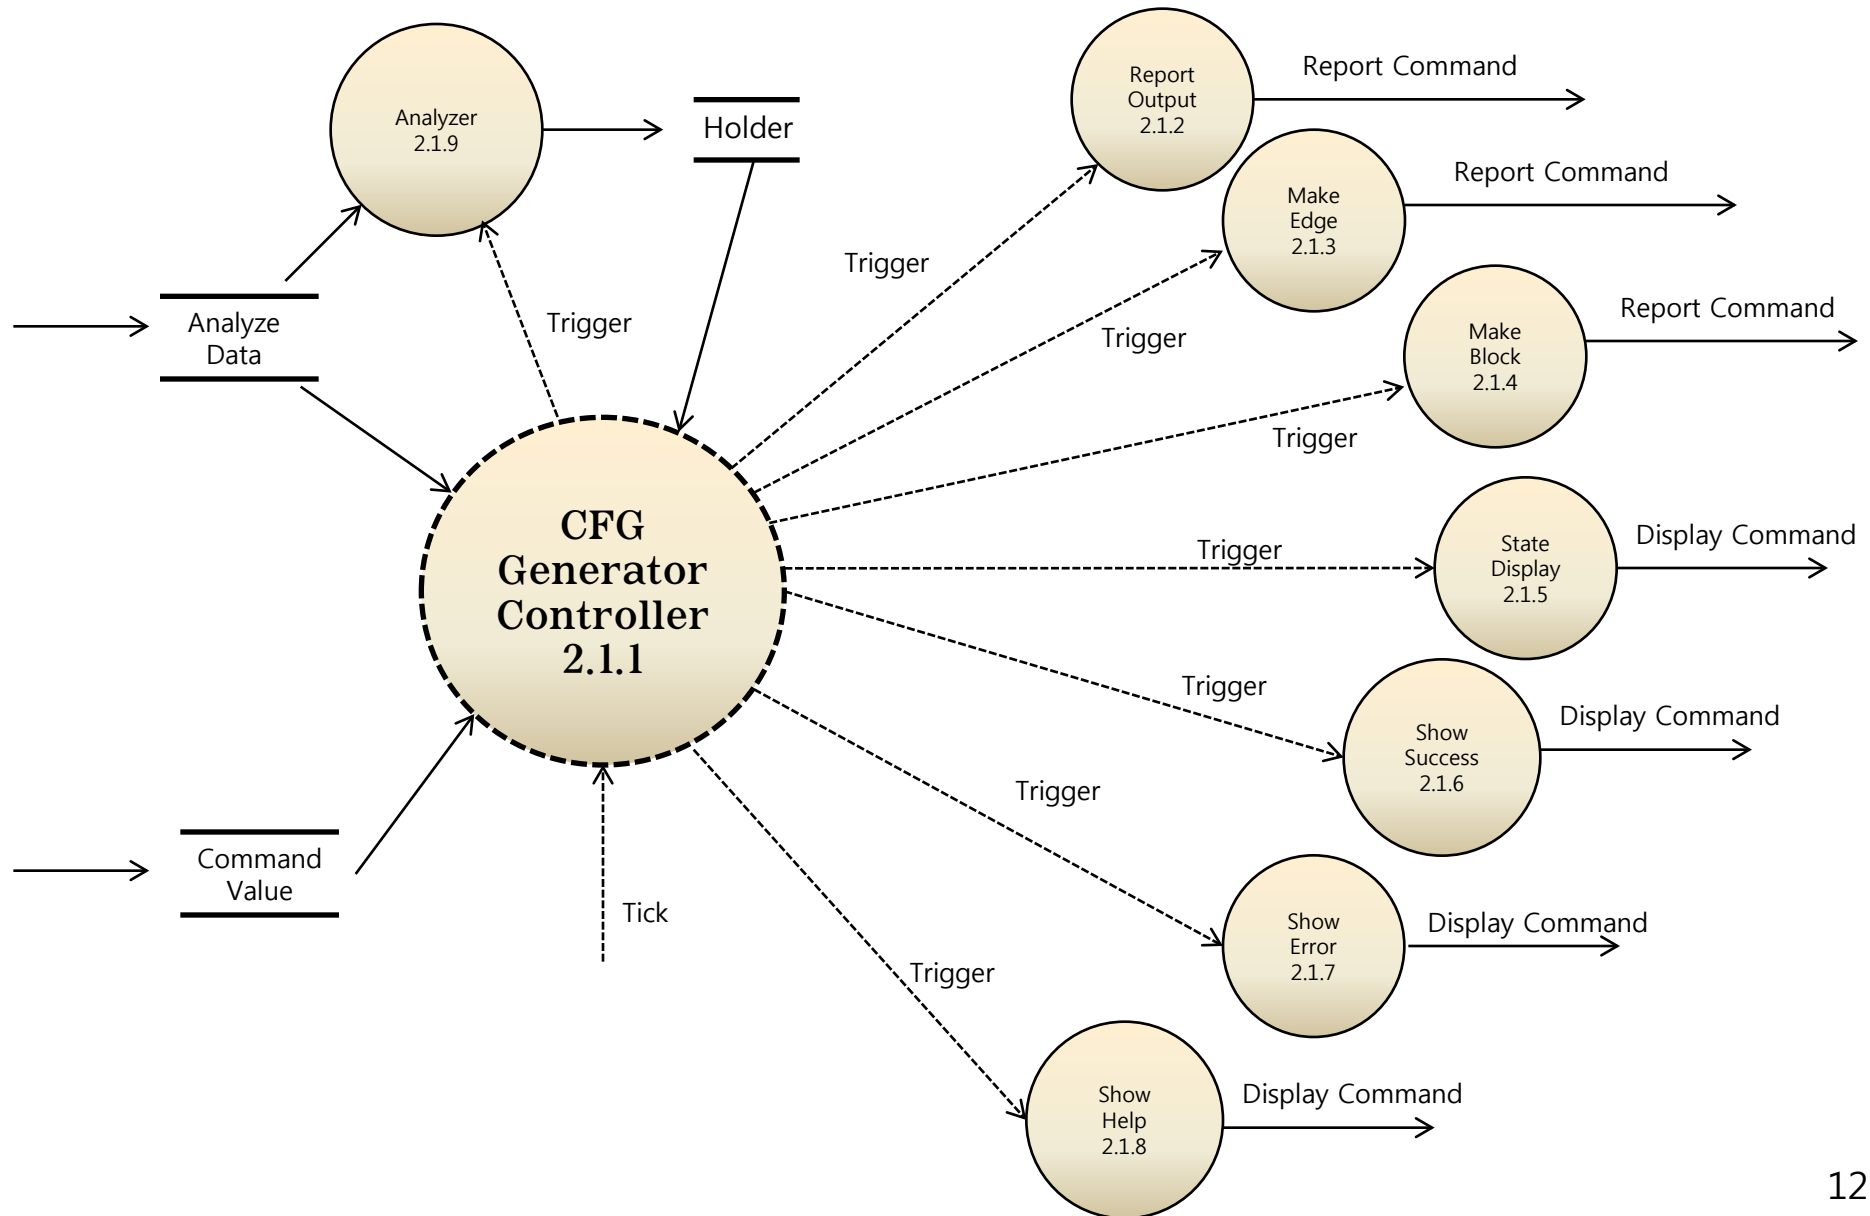 Analyzer
2.1.9
Holder
Report
Output
2.1.2
Report Command
Make
Edge
2.1.3
Report Command
Make
Block
2.1.4
Report Command
Analyze
Data
Trigger
Trigger
Trigger
Trigger
CFG
Generator
Controller
2.1.1
Trigger
State
Display
2.1.5
Display Command
Trigger
Show
Success
2.1.6
Display Command
Trigger
Show
Error
2.1.7
Display Command
Command
Value
Tick
Trigger
Show
Help
2.1.8
Display Command
12